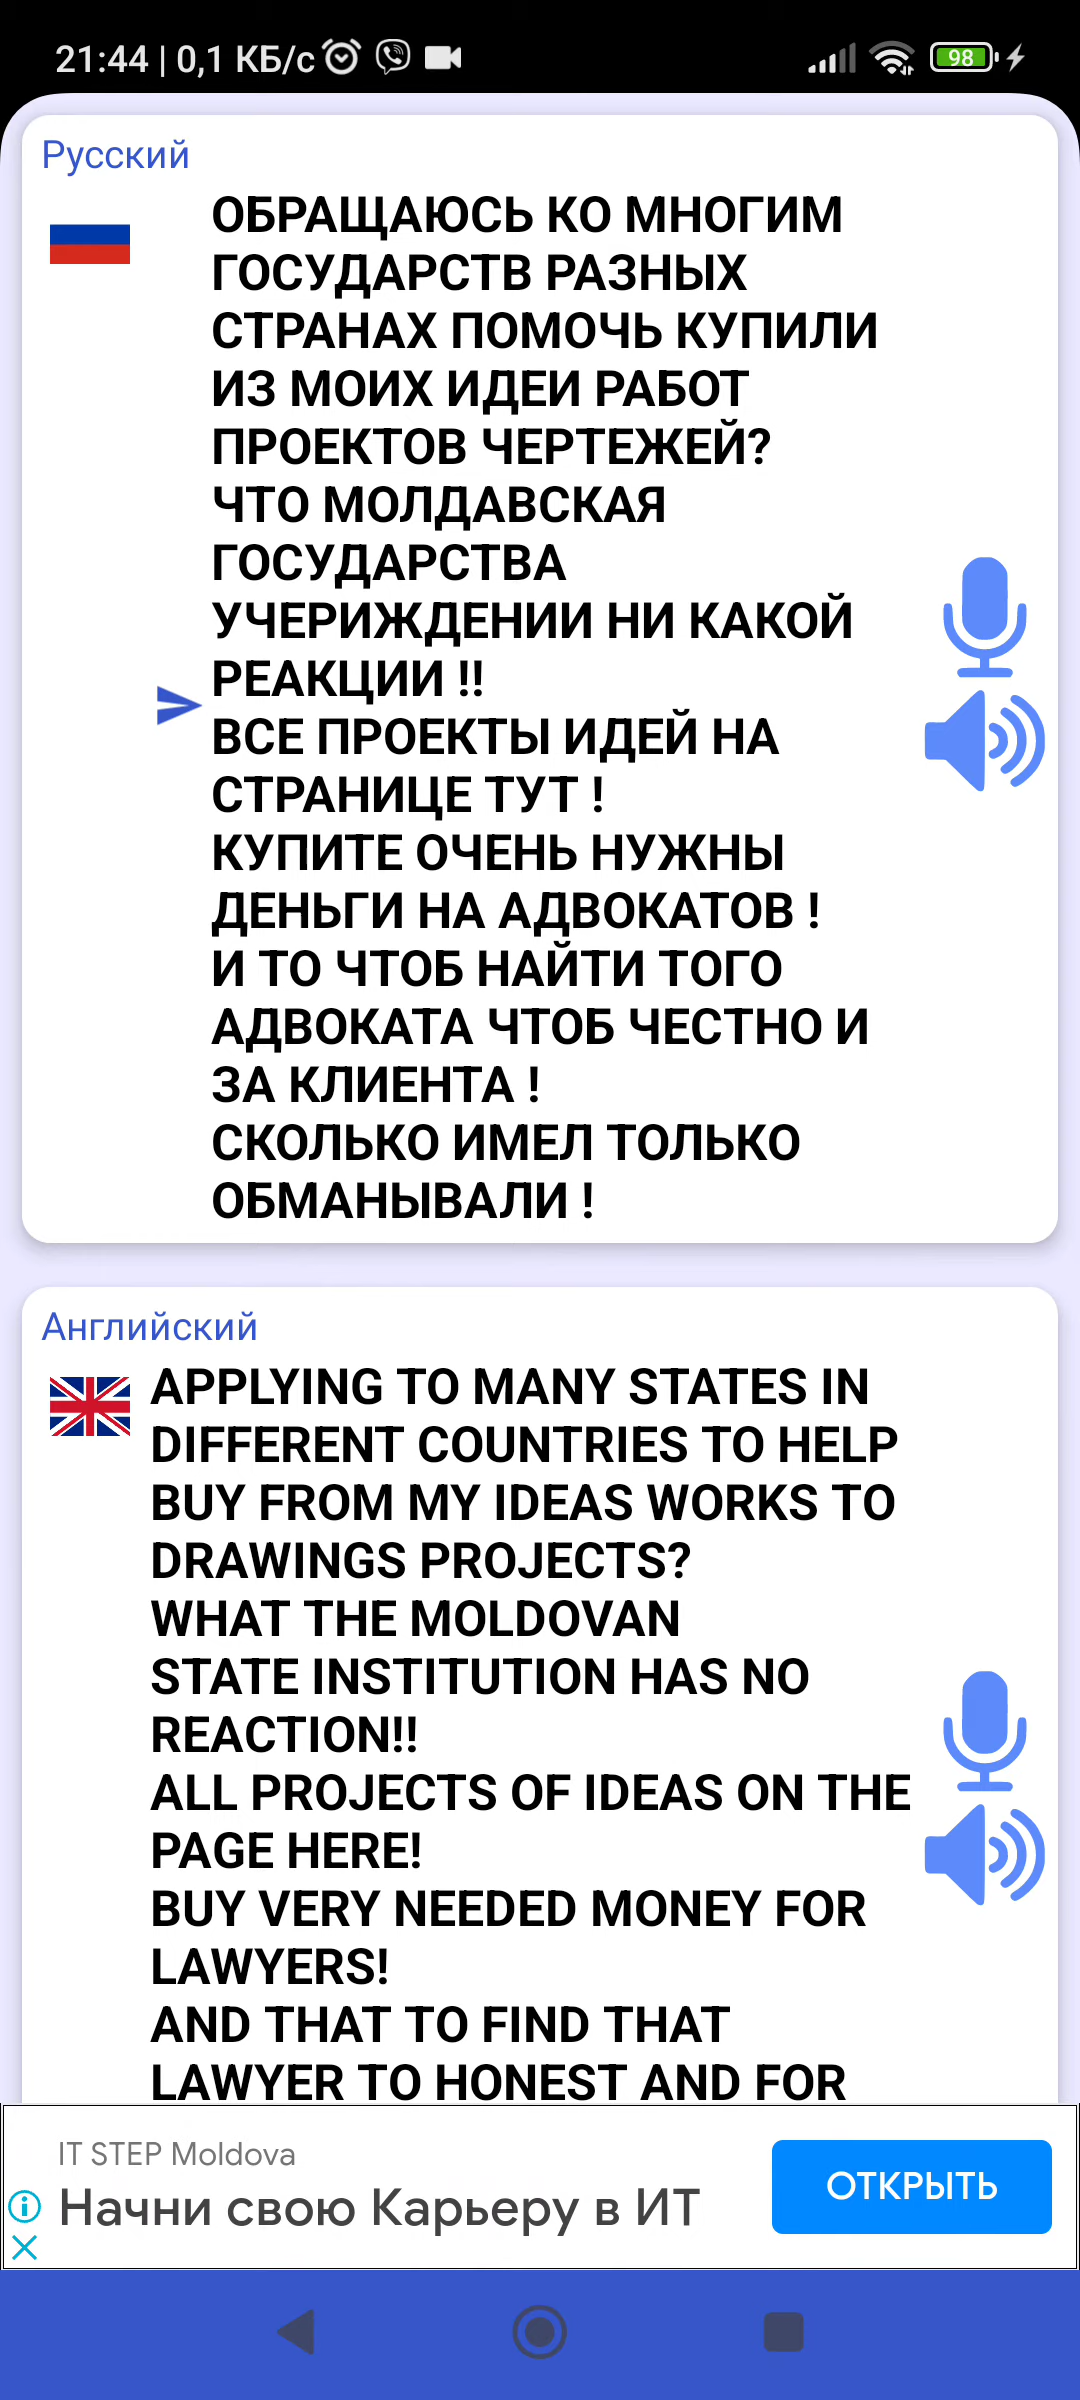 21:44 | 0,1 КБ/с
98
Русский
ОБРАЩАЮСЬ КО МНОГИМ
ГОСУДАРСТВ РАЗНЫХ
СТРАНАХ ПОМОЧЬ КУПИЛИ
ИЗ МОИХ ИДЕИ РАБОТ
ПРОЕКТОВ ЧЕРТЕЖЕЙ?
ЧТО МОЛДАВСКАЯ
ГОСУДАРСТВА
УЧЕРИЖДЕНИИ НИ КАКОЙ
РЕАКЦИИ !!
ВСЕ ПРОЕКТЫ ИДЕЙ НА
СТРАНИЦЕ ТУТ !
КУПИТЕ ОЧЕНЬ НУЖНЫ
ДЕНЬГИ НА АДВОКАТОВ !
И ТО ЧТОБ НАЙТИ ТОГО
АДВОКАТА ЧТОБ ЧЕСТНО И
ЗА КЛИЕНТА !
СКОЛЬКО ИМЕЛ ТОЛЬКО
ОБМАНЫВАЛИ !
Английский
APPLYING TO MANY STATES IN
DIFFERENT COUNTRIES TO HELP
BUY FROM MY IDEAS WORKS TO
DRAWINGS PROJECTS?
WHAT THE MOLDOVAN
STATE INSTITUTION HAS NO
REACTION!!
ALL PROJECTS OF IDEAS ON THE
PAGE HERE!
BUY VERY NEEDED MONEY FOR
LAWYERS!
AND THAT TO FIND THAT
LAWYER TO HONEST AND FOR
IT STEP Moldova
Начни свою Карьеру в ИТ
ОТКРЫТЬ